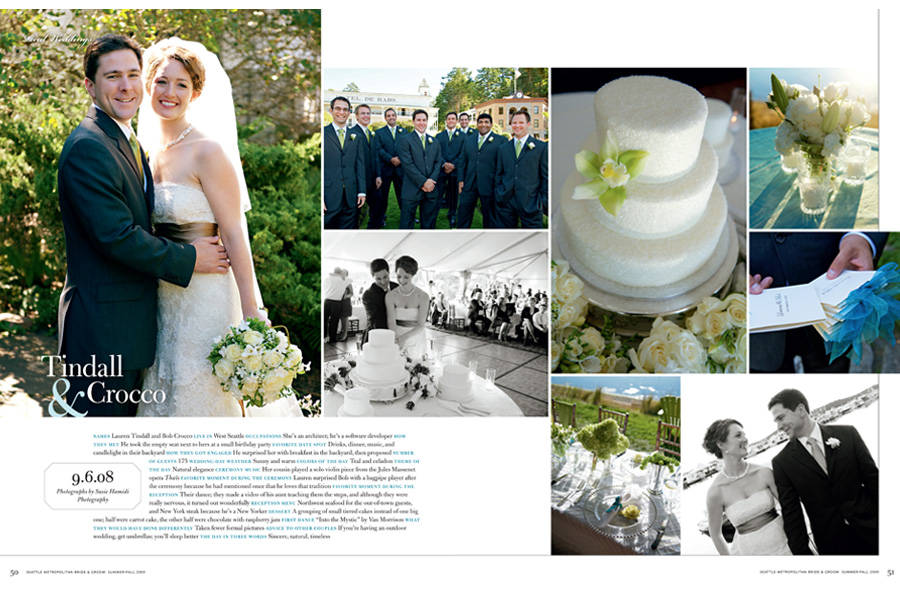 Real Weddings
HOTEL DE HARO
Tindall
& Crocco
9.6.08
Photographs by Susie Hamidi
Photography
NAMES Lauren Tindall and Bob Crocco LIVE IN West Seattle OCCUPATIONS She's an architect; he's a software developer HOW
THEY MET He took the empty seat next to hers at a small birthday party FAVORITE DATE SPOT Drinks, dinner, music, and
candlelight in their backyard HOW THEY GOT ENGAGED He surprised her with breakfast in the backyard, then proposed NUMBER
OF GUESTS 175 WEDDING-DAY WEATHER Sunny and warm COLORS OF THE DAY Teal and celadon THEME OF
THE DAY Natural elegance CEREMONY MUSIC Her cousin played a solo violin piece from the Jules Massenet
opera Thaïs FAVORITE MOMENT DURING THE CEREMONY Lauren surprised Bob with a bagpipe player after
the ceremony because he had mentioned once that he loves that tradition FAVORITE MOMENT DURING THE
RECEPTION Their dance; they made a video of his aunt teaching them the steps, and although they were
really nervous, it turned out wonderfully RECEPTION MENU Northwest seafood for the out-of-town guests,
and New York steak because he's a New Yorker DESSERT A grouping of small tiered cakes instead of one big
one; half were carrot cake, the other half were chocolate with raspberry jam FIRST DANCE "Into the Mystic" by Van Morrison WHAT
THEY WOULD HAVE DONE DIFFERENTLY Taken fewer formal pictures ADVICE TO OTHER COUPLES If you're having an outdoor
wedding, get umbrellas; you'll sleep better THE DAY IN THREE WORDS Sincere, natural, timeless
50 SEATTLE METROPOLITAN BRIDE & GROOM SUMMER/FALL 2009
SEATTLE METROPOLITAN BRIDE & GROOM SUMMER/FALL 2009 51